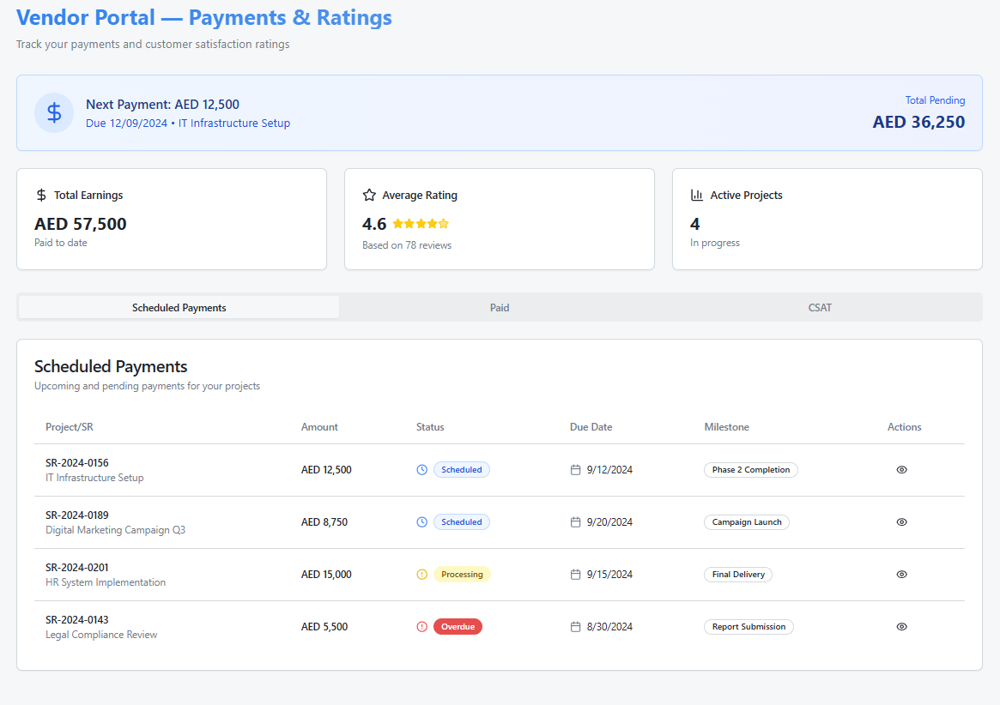 Vendor Portal — Payments & Ratings
Track your payments and customer satisfaction ratings
Next Payment: AED 12,500
Due 12/09/2024 • IT Infrastructure Setup
Total Pending
AED 36,250
Total Earnings
AED 57,500
Paid to date
Average Rating
4.6
Based on 78 reviews
Active Projects
4
In progress
Scheduled Payments Paid CSAT
Scheduled Payments
Upcoming and pending payments for your projects
Project/SR Amount Status Due Date Milestone Actions
SR-2024-0156
IT Infrastructure Setup
AED 12,500 Scheduled 9/12/2024 Phase 2 Completion
SR-2024-0189
Digital Marketing Campaign Q3
AED 8,750 Scheduled 9/20/2024 Campaign Launch
SR-2024-0201
HR System Implementation
AED 15,000 Processing 9/15/2024 Final Delivery
SR-2024-0143
Legal Compliance Review
AED 5,500 Overdue 8/30/2024 Report Submission